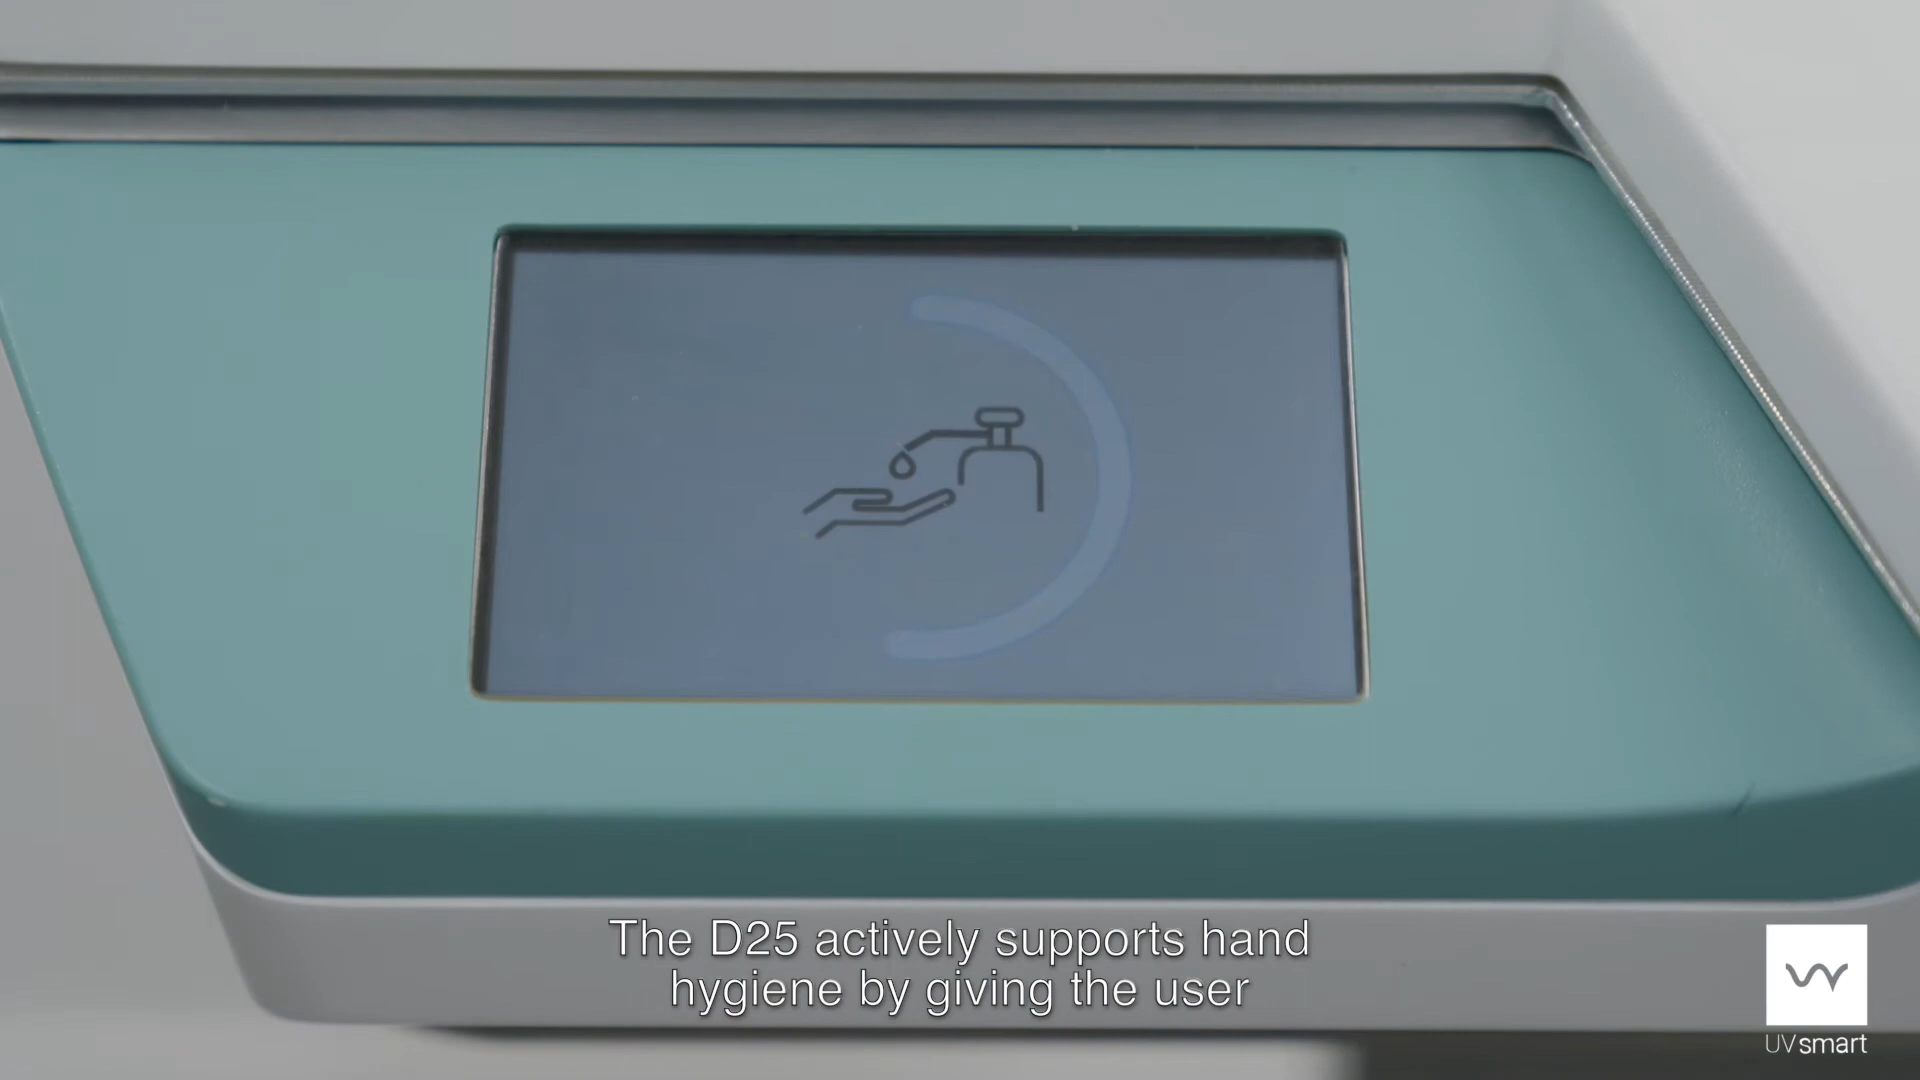 The D25 actively supports hand
hygiene by giving the user
UVsmart